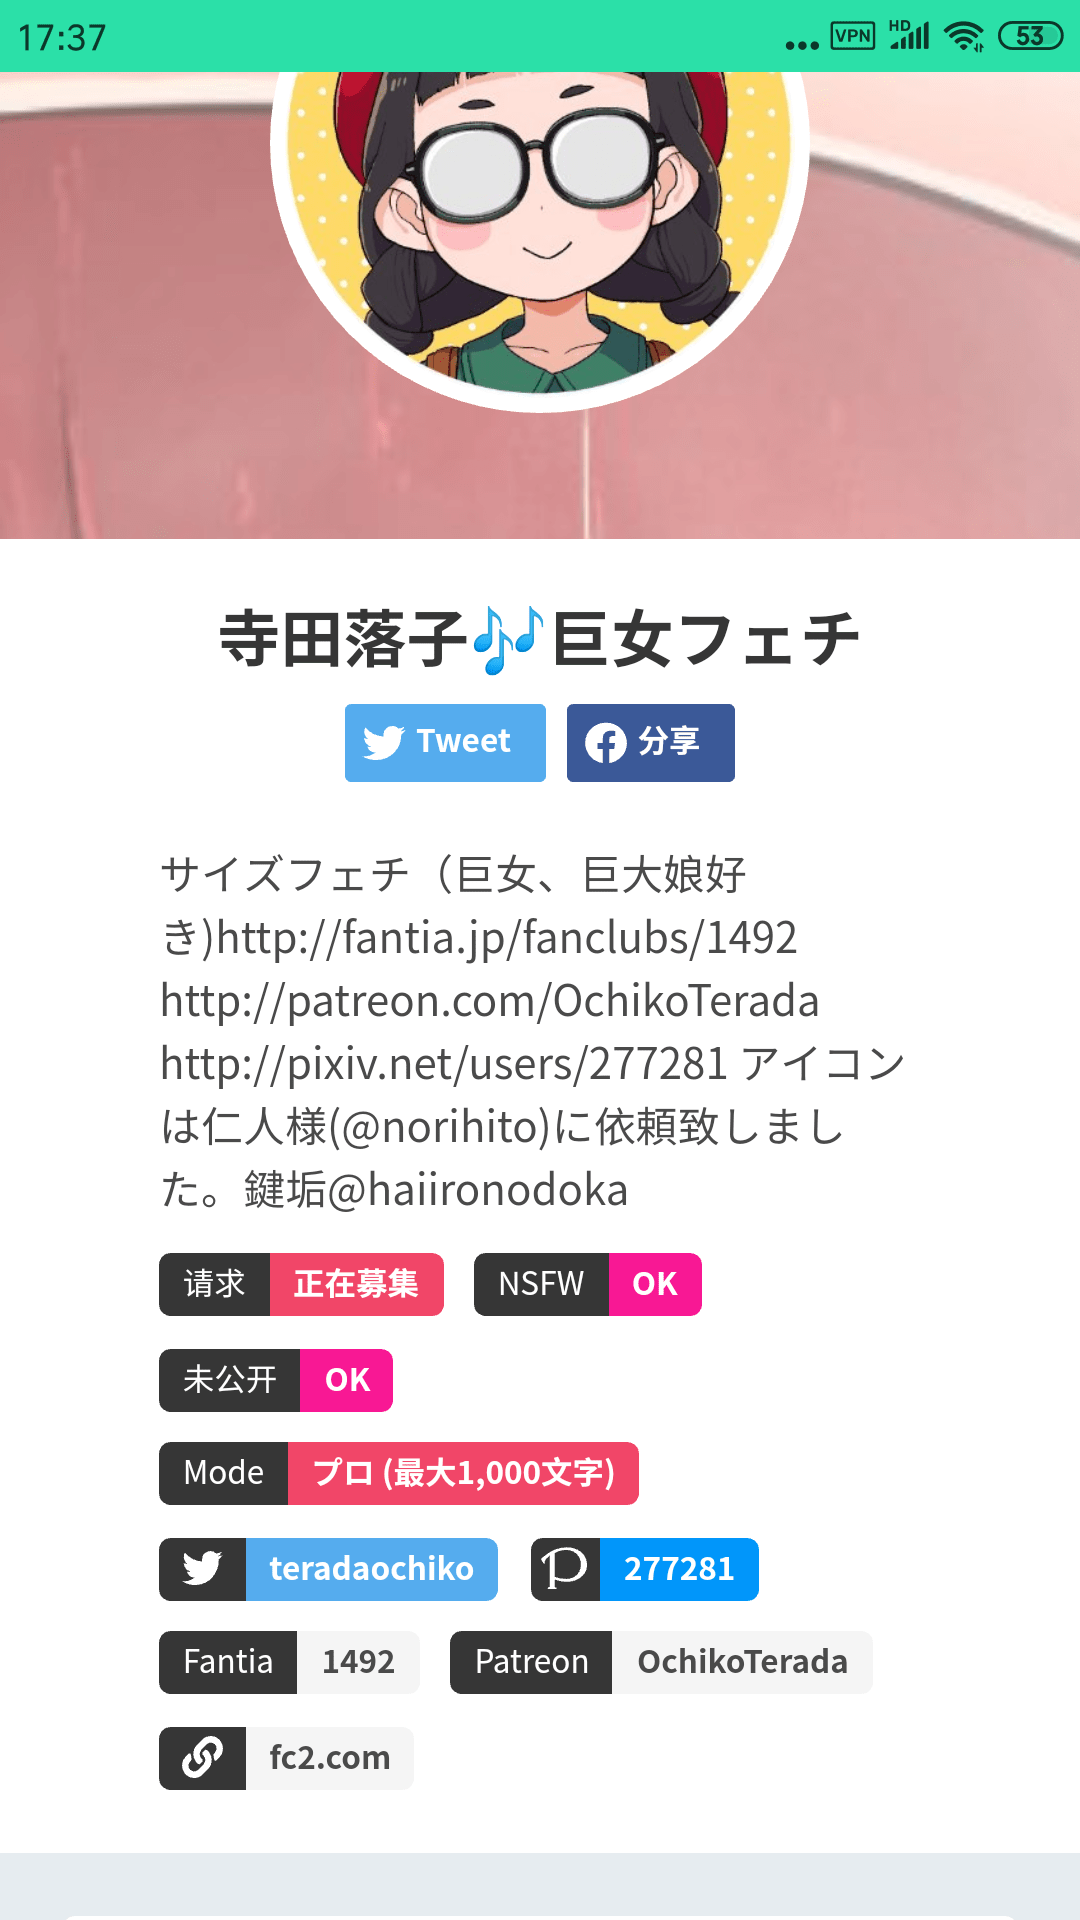 17:37
VPN HD 53
寺田落子🎶巨女フェチ
Tweet 分享
サイズフェチ（巨女、巨大娘好
き)http://fantia.jp/fanclubs/1492
http://patreon.com/OchikoTerada
http://pixiv.net/users/277281 アイコン
は仁人様(@norihito)に依頼致しまし
た。鍵垢@haiironodoka
请求 正在募集 NSFW OK
未公开 OK
Mode プロ (最大1,000文字)
teradaochiko 277281
Fantia 1492 Patreon OchikoTerada
fc2.com